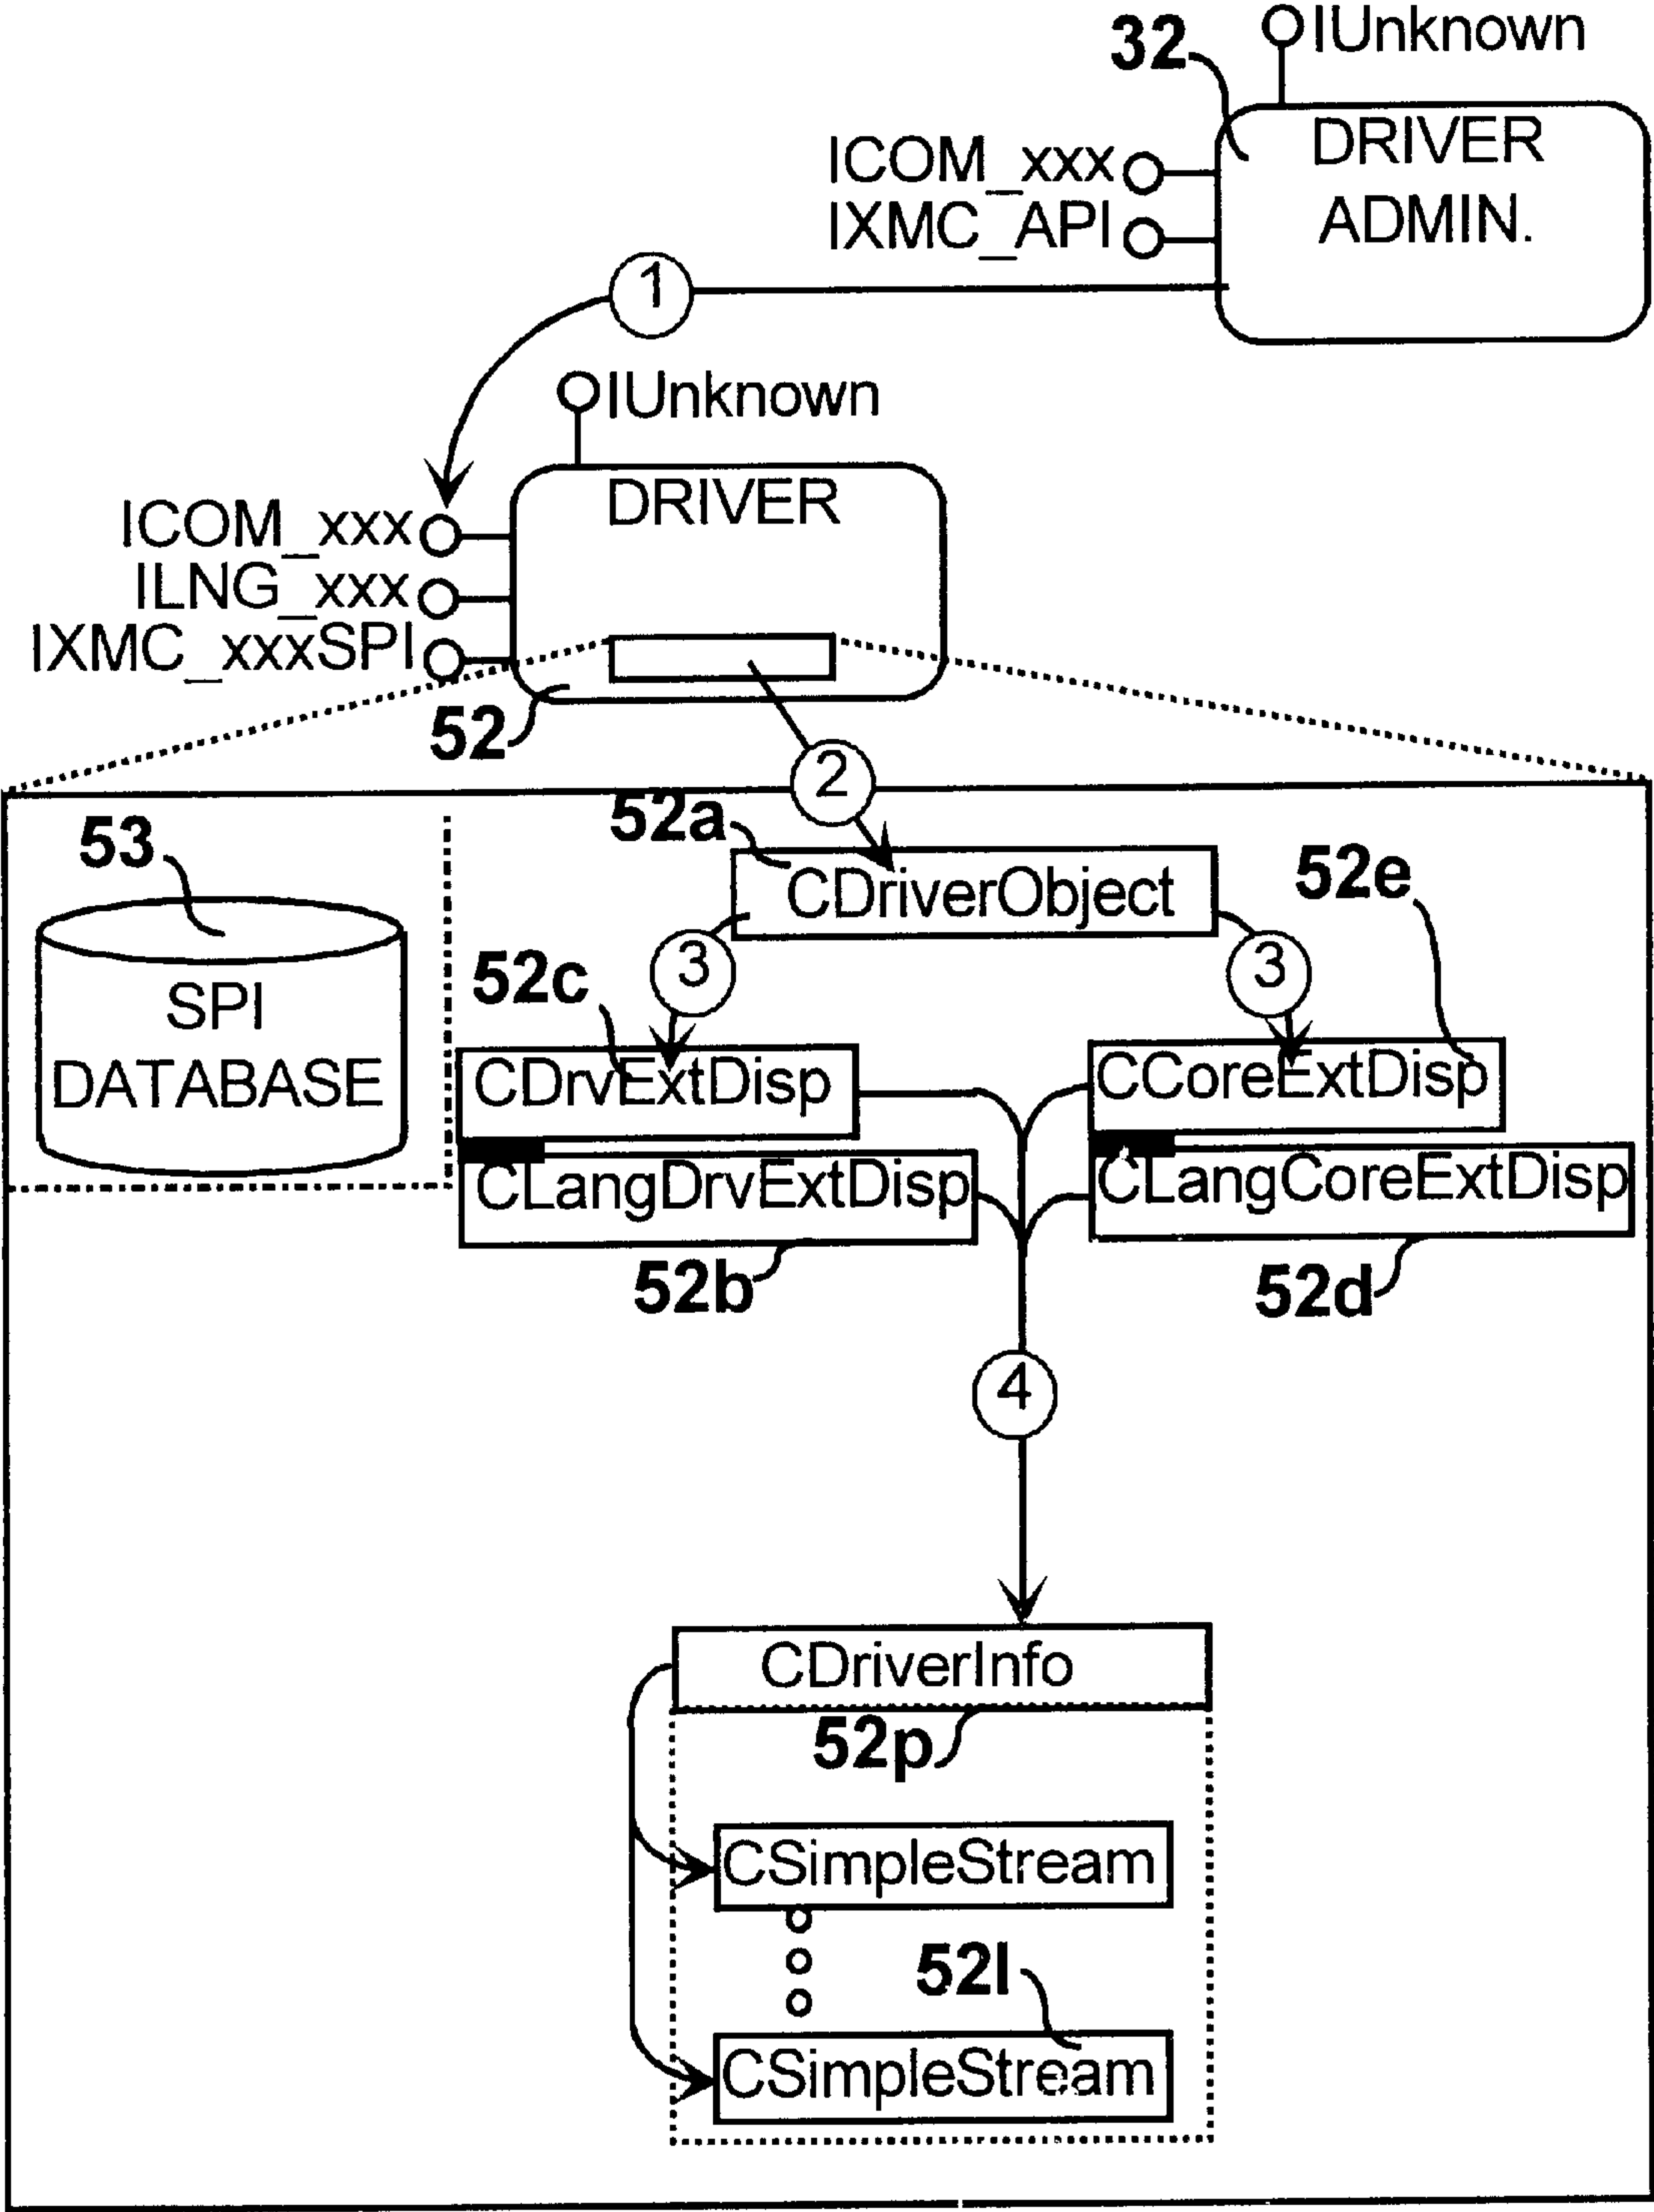 32
IUnknown
DRIVER
ADMIN.
ICOM_xxx
IXMC_API
1
IUnknown
DRIVER
ICOM_xxx
ILNG_xxx
IXMC_xxxSPI
52
2
53
SPI
DATABASE
52a
CDriverObject
52e
3
3
52c
CDrvExtDisp
CCoreExtDisp
CLangDrvExtDisp
CLangCoreExtDisp
52b
52d
4
CDriverInfo
52p
CSimpleStream
52l
CSimpleStream